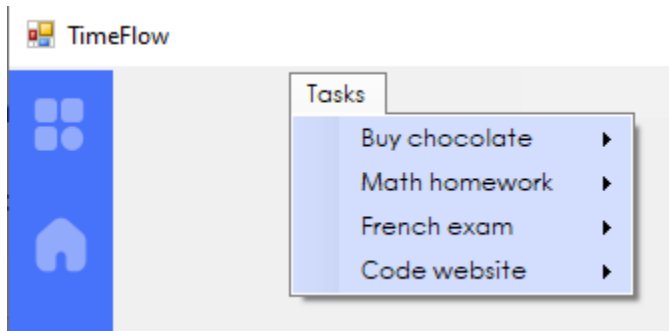 TimeFlow
Tasks
Buy chocolate
Math homework
French exam
Code website